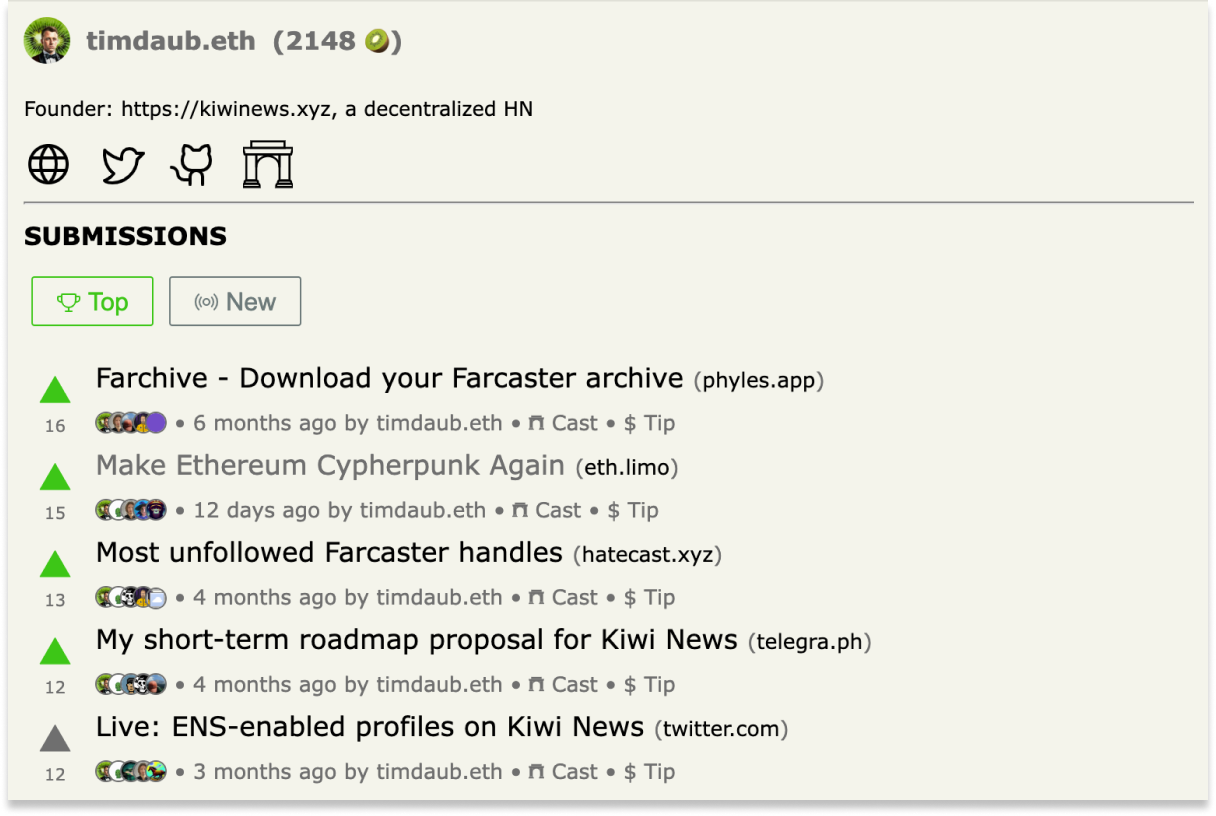 timdaub.eth (2148 🥝)
Founder: https://kiwinews.xyz, a decentralized HN
SUBMISSIONS
Top New
Farchive - Download your Farcaster archive (phyles.app)
16 • 6 months ago by timdaub.eth • Cast • $ Tip
Make Ethereum Cypherpunk Again (eth.limo)
15 • 12 days ago by timdaub.eth • Cast • $ Tip
Most unfollowed Farcaster handles (hatecast.xyz)
13 • 4 months ago by timdaub.eth • Cast • $ Tip
My short-term roadmap proposal for Kiwi News (telegra.ph)
12 • 4 months ago by timdaub.eth • Cast • $ Tip
Live: ENS-enabled profiles on Kiwi News (twitter.com)
12 • 3 months ago by timdaub.eth • Cast • $ Tip